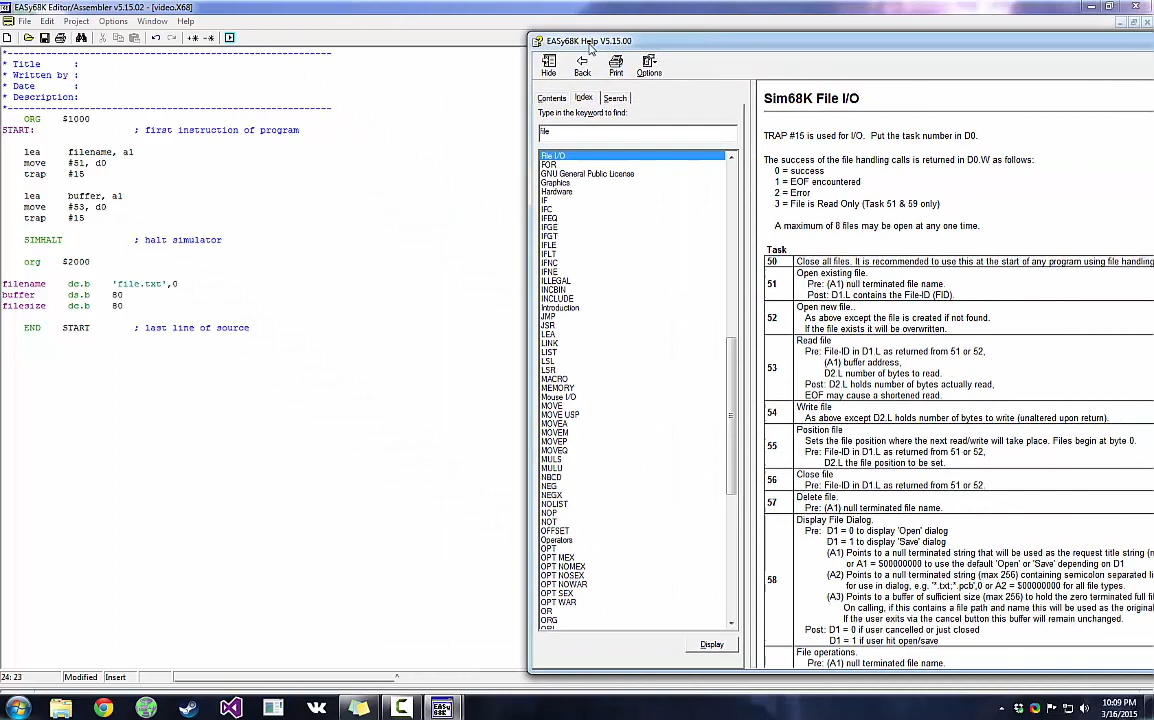 EASy68K Editor/Assembler v5.15.02 - [video.X68]
File Edit Project Options Window Help
*-----------------------------------------------------------
* Title      :
* Written by :
* Date       :
* Description:
*-----------------------------------------------------------
ORG $1000
START: ; first instruction of program
lea filename, a1
move #51, d0
trap #15
lea buffer, a1
move #53, d0
trap #15
SIMHALT ; halt simulator
org $2000
filename dc.b 'file.txt',0
buffer ds.b 80
filesize dc.b 80
END START ; last line of source
24: 23 Modified Insert
EASy68K Help V5.15.00
Hide Back Print Options
Contents Index Search
Type in the keyword to find:
file
File I/O
FOR
GNU General Public License
Graphics
Hardware
IF
IFC
IFEQ
IFGE
IFGT
IFLE
IFLT
IFNC
IFNE
ILLEGAL
INCBIN
INCLUDE
Introduction
JMP
JSR
LEA
LINK
LIST
LSL
LSR
MACRO
MEMORY
Mouse I/O
MOVE
MOVE USP
MOVEA
MOVEM
MOVEP
MOVEQ
MULS
MULU
NBCD
NEG
NEGX
NOLIST
NOP
NOT
OFFSET
Operators
OPT
OPT MEX
OPT NOMEX
OPT NOSEX
OPT NOWAR
OPT SEX
OPT WAR
OR
ORG
ORI
Display
Sim68K File I/O
TRAP #15 is used for I/O. Put the task number in D0.
The success of the file handling calls is returned in D0.W as follows:
0 = success
1 = EOF encountered
2 = Error
3 = File is Read Only (Task 51 & 59 only)
A maximum of 8 files may be open at any one time.
Task
50 Close all files. It is recommended to use this at the start of any program using file handling
51 Open existing file.
Pre: (A1) null terminated file name.
Post: D1.L contains the File-ID (FID).
52 Open new file..
As above except the file is created if not found.
If the file exists it will be overwritten.
53 Read file
Pre: File-ID in D1.L as returned from 51 or 52,
(A1) buffer address,
D2.L number of bytes to read.
Post: D2.L holds number of bytes actually read,
EOF may cause a shortened read.
54 Write file
As above except D2.L holds number of bytes to write (unaltered upon return).
55 Position file
Sets the file position where the next read/write will take place. Files begin at byte 0.
Pre: File-ID in D1.L as returned from 51 or 52,
D2.L the file position to be set.
56 Close file
Pre: File-ID in D1.L as returned from 51 or 52.
57 Delete file.
Pre: (A1) null terminated file name.
58 Display File Dialog.
Pre: D1 = 0 to display 'Open' dialog
D1 = 1 to display 'Save' dialog
(A1) Points to a null terminated string that will be used as the request title string (
or A1 = $00000000 to use the default 'Open' or 'Save' depending on D1
(A2) Points to a null terminated string (max 256) containing semicolon separated li
for use in dialog, e.g. '*.txt;*.pcb',0 or A2 = $00000000 for all file types.
(A3) Points to a buffer of sufficient size (max 256) to hold the zero terminated full f
On calling, if this contains a file path and name this will be used as the origina
If the user exits via the cancel button this buffer will remain unchanged.
Post: D1 = 0 if user cancelled or just closed
D1 = 1 if user hit open/save
File operations.
Pre: (A1) null terminated file name.
EASy 68K
10:09 PM
3/16/2015